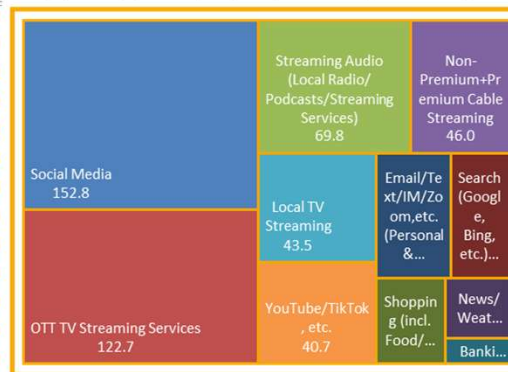 Social Media
152.8
OTT TV Streaming Services
122.7
Streaming Audio
(Local Radio/
Podcasts/Streaming
Services)
69.8
Non-
Premium+Pr
emium Cable
Streaming
46.0
Local TV
Streaming
43.5
YouTube/TikTok
, etc.
40.7
Email/Te
xt/IM/Zo
om,etc.
(Personal
&...
Search
(Googl
e,
Bing,
etc.)...
Shoppin
g (incl.
Food/...
News/
Weat...
Banki...